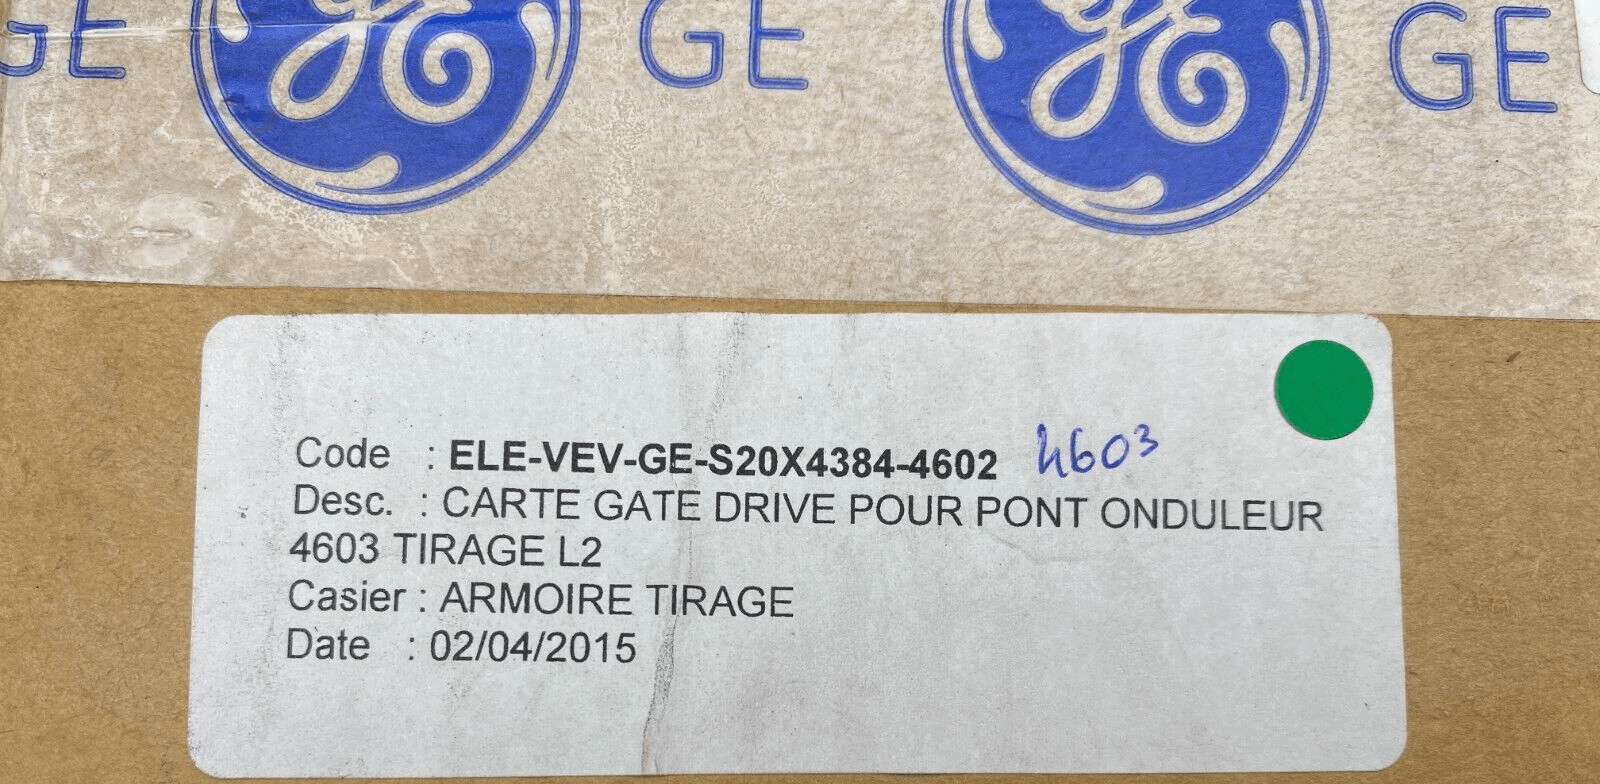 GE GE GE
Code : ELE-VEV-GE-S20X4384-4602 4603
Desc. : CARTE GATE DRIVE POUR PONT ONDULEUR
4603 TIRAGE L2
Casier : ARMOIRE TIRAGE
Date : 02/04/2015